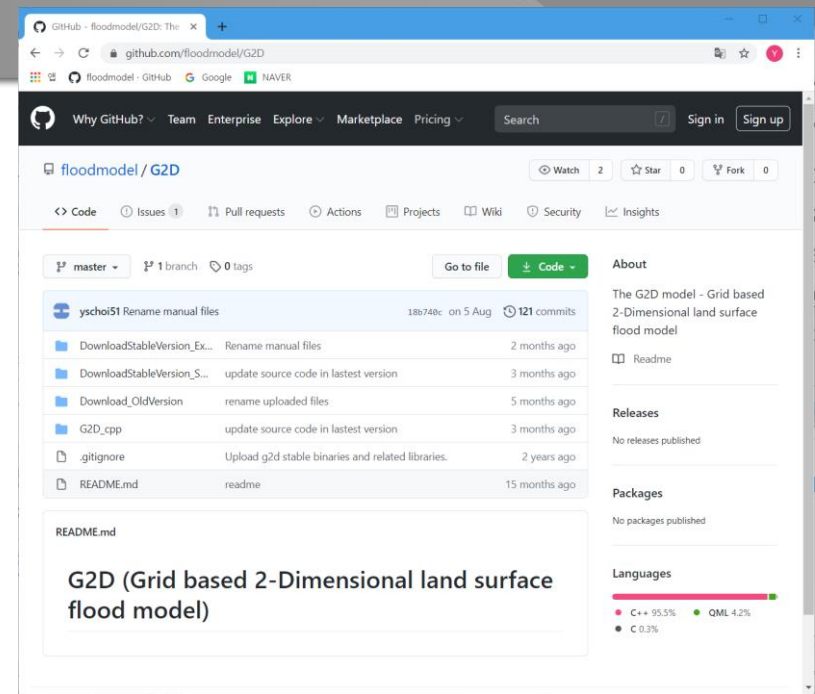 GitHub - floodmodel/G2D: The
github.com/floodmodel/G2D
Y
앱 floodmodel - GitHub G Google N NAVER
Why GitHub? Team Enterprise Explore Marketplace Pricing Search / Sign in Sign up
floodmodel / G2D Watch 2 Star 0 Fork 0
<> Code Issues 1 Pull requests Actions Projects Wiki Security Insights
master 1 branch 0 tags Go to file Code
yschoi51 Rename manual files 18b740c on 5 Aug 121 commits
DownloadStableVersion_Ex... Rename manual files 2 months ago
DownloadStableVersion_S... update source code in lastest version 3 months ago
Download_OldVersion rename uploaded files 5 months ago
G2D_cpp update source code in lastest version 3 months ago
.gitignore Upload g2d stable binaries and related libraries. 2 years ago
README.md readme 15 months ago
README.md
G2D (Grid based 2-Dimensional land surface
flood model)
About
The G2D model - Grid based
2-Dimensional land surface
flood model
Readme
Releases
No releases published
Packages
No packages published
Languages
C++ 95.5% QML 4.2%
C 0.3%